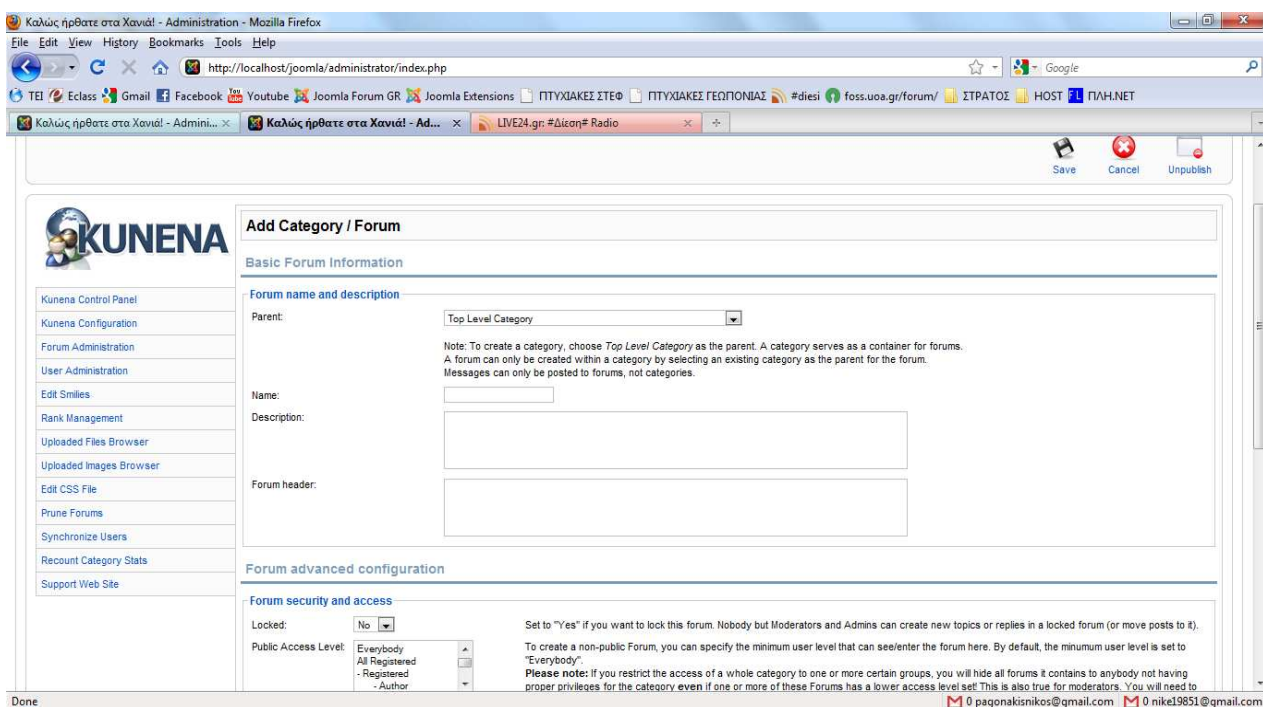 Καλώς ήρθατε στα Χανιά! - Administration - Mozilla Firefox
File Edit View History Bookmarks Tools Help
http://localhost/joomla/administrator/index.php
Google
TEI Eclass Gmail Facebook Youtube Joomla Forum GR Joomla Extensions ΠΤΥΧΙΑΚΕΣ ΣΤΕΦ ΠΤΥΧΙΑΚΕΣ ΓΕΩΠΟΝΙΑΣ #diesi foss.uoa.gr/forum/ ΣΤΡΑΤΟΣ HOST FL ΠΛΗ.ΝΕΤ
Καλώς ήρθατε στα Χανιά! - Admini... Καλώς ήρθατε στα Χανιά! - Ad... LIVE24.gr: #Δίεση# Radio
Save Cancel Unpublish
KUNENA
Kunena Control Panel
Kunena Configuration
Forum Administration
User Administration
Edit Smilies
Rank Management
Uploaded Files Browser
Uploaded Images Browser
Edit CSS File
Prune Forums
Synchronize Users
Recount Category Stats
Support Web Site
Add Category / Forum
Basic Forum Information
Forum name and description
Parent: Top Level Category
Note: To create a category, choose Top Level Category as the parent. A category serves as a container for forums.
A forum can only be created within a category by selecting an existing category as the parent for the forum.
Messages can only be posted to forums, not categories.
Name:
Description:
Forum header:
Forum advanced configuration
Forum security and access
Locked: No Set to "Yes" if you want to lock this forum. Nobody but Moderators and Admins can create new topics or replies in a locked forum (or move posts to it).
Public Access Level:
Everybody
All Registered
- Registered
- Author
To create a non-public Forum, you can specify the minimum user level that can see/enter the forum here. By default, the minumum user level is set to
"Everybody".
Please note: If you restrict the access of a whole category to one or more certain groups, you will hide all forums it contains to anybody not having
proper privileges for the category even if one or more of these Forums has a lower access level set! This is also true for moderators. You will need to
Done
0 pagonakisnikos@gmail.com 0 nike19851@gmail.com